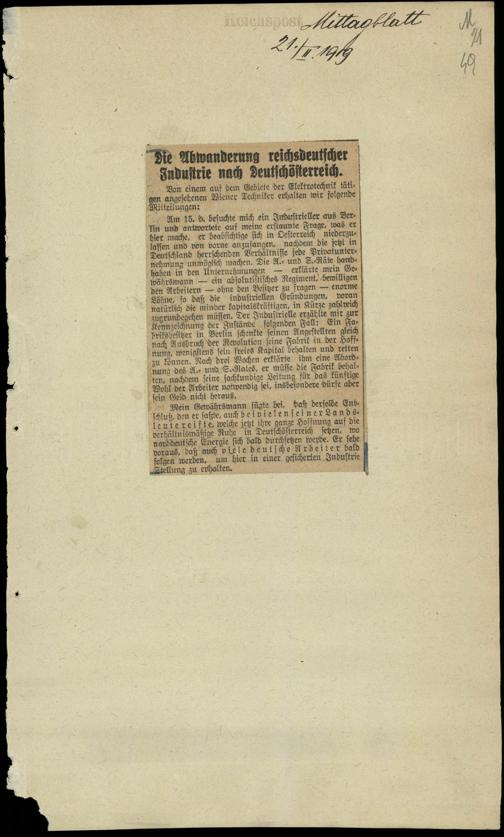 Reichspost
Mittagblatt
21./II. 1919
M
21
49
Die Abwanderung reichsdeutscher
Industrie nach Deutschösterreich.
Von einem auf dem Gebiete der Elektrotechnik täti-
gen angesehenen Wiener Techniker erhalten wir folgende
Mitteilungen:
Am 15. d. besuchte mich ein Industrieller aus Ber-
lin und antwortete auf meine erstaunte Frage, was er
hier mache, er beabsichtige sich in Oesterreich niederzu-
lassen und von vorne anzufangen, nachdem die jetzt in
Deutschland herrschenden Verhältnisse jede Privatunter-
nehmung unmöglich machen. Die A.- und S.-Räte hand-
haben in den Unternehmungen — erklärte mein Ge-
währsmann — ein absolutistisches Regiment, bewilligen
den Arbeitern — ohne den Besitzer zu fragen — enorme
Löhne, so daß die industriellen Gründungen, voran
natürlich die minder kapitalskräftigen, in Kürze zahlreich
zugrundegehen müssen. Der Industrielle erzählte mir zur
Kennzeichnung der Zustände folgenden Fall: Ein Fa-
briksbesitzer in Berlin schenkte seinen Angestellten gleich
nach Ausbruch der Revolution seine Fabrik in der Hoff-
nung, wenigstens sein freies Kapital behalten und retten
zu können. Nach drei Wochen erklärte ihm eine Abord-
nung des A.- und S.-Rates, er müsse die Fabrik behal-
ten, nachdem seine sachkundige Leitung für das künftige
Wohl der Arbeiter notwendig sei, insbesondere dürfe aber
sein Geld nicht heraus.
Mein Gewährsmann fügte bei, daß derselbe Ent-
schluß, den er faßte, auch bei vielen seiner Lands-
leute reifte, welche jetzt ihre ganze Hoffnung auf die
verhältnismäßige Ruhe in Deutschösterreich setzen, wo
norddeutsche Energie sich bald durchsetzen werde. Er sehe
voraus, daß auch viele deutsche Arbeiter bald
folgen werden, um hier in einer gesicherten Industrie
Stellung zu erhalten.